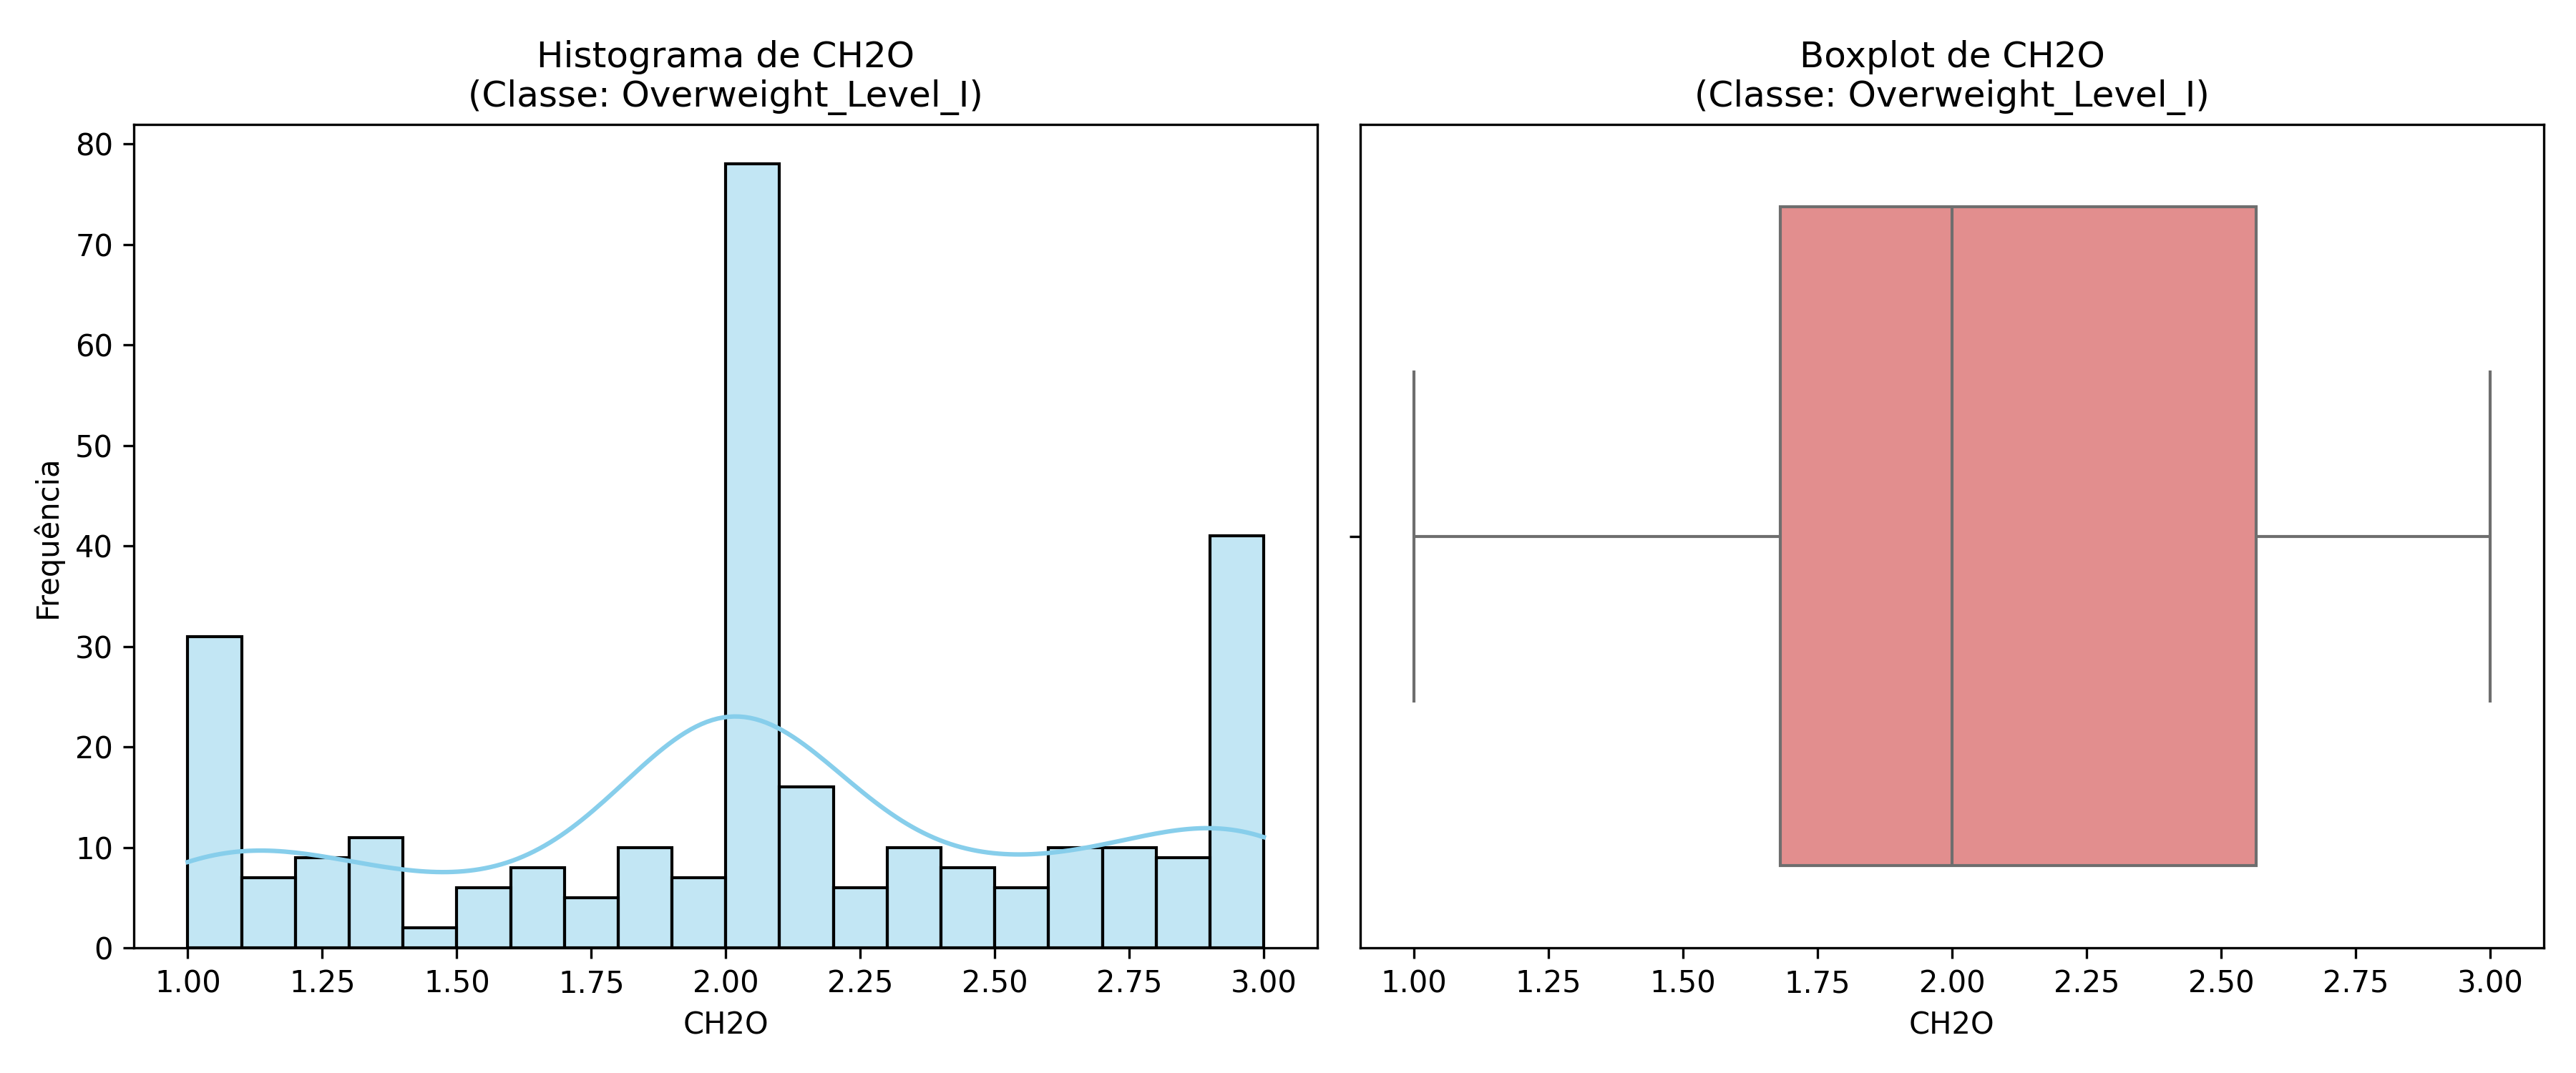 Histograma de CH2O
(Classe: Overweight_Level_I)
80
70
60
50
40
30
20
10
0
Frequência
1.00 1.25 1.50 1.75 2.00 2.25 2.50 2.75 3.00
CH2O
Boxplot de CH2O
(Classe: Overweight_Level_I)
1.00 1.25 1.50 1.75 2.00 2.25 2.50 2.75 3.00
CH2O